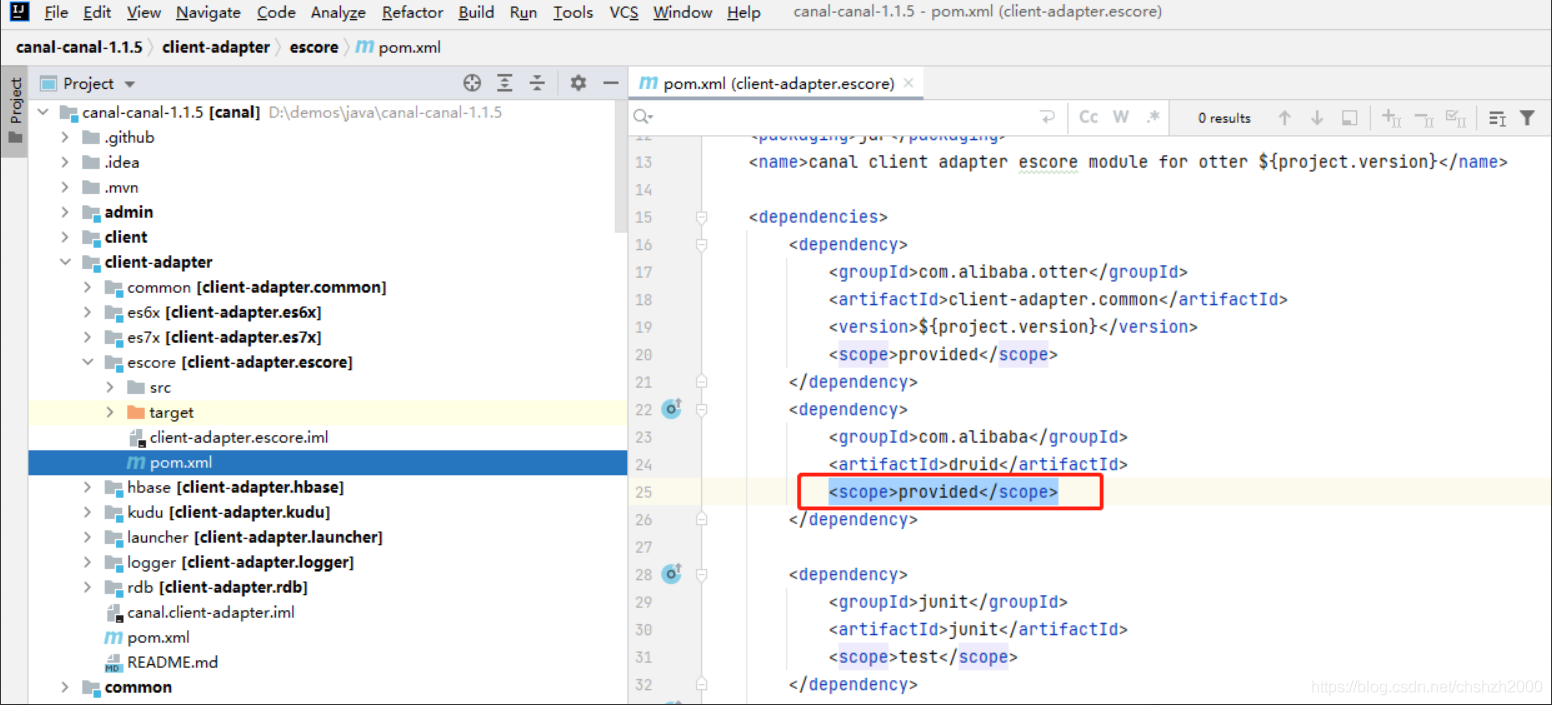 File Edit View Navigate Code Analyze Refactor Build Run Tools VCS Window Help canal-canal-1.1.5 - pom.xml (client-adapter.escore)
canal-canal-1.1.5 client-adapter escore pom.xml
Project
Project
canal-canal-1.1.5 [canal] D:\demos\java\canal-canal-1.1.5
.github
.idea
.mvn
admin
client
client-adapter
common [client-adapter.common]
es6x [client-adapter.es6x]
es7x [client-adapter.es7x]
escore [client-adapter.escore]
src
target
client-adapter.escore.iml
pom.xml
hbase [client-adapter.hbase]
kudu [client-adapter.kudu]
launcher [client-adapter.launcher]
logger [client-adapter.logger]
rdb [client-adapter.rdb]
canal.client-adapter.iml
pom.xml
README.md
common
pom.xml (client-adapter.escore)
Cc W .* 0 results
12 <packaging>jar</packaging>
13 <name>canal client adapter escore module for otter ${project.version}</name>
14
15 <dependencies>
16 <dependency>
17 <groupId>com.alibaba.otter</groupId>
18 <artifactId>client-adapter.common</artifactId>
19 <version>${project.version}</version>
20 <scope>provided</scope>
21 </dependency>
22 <dependency>
23 <groupId>com.alibaba</groupId>
24 <artifactId>druid</artifactId>
25 <scope>provided</scope>
26 </dependency>
27
28 <dependency>
29 <groupId>junit</groupId>
30 <artifactId>junit</artifactId>
31 <scope>test</scope>
32 </dependency>
https://blog.csdn.net/chshzh2000